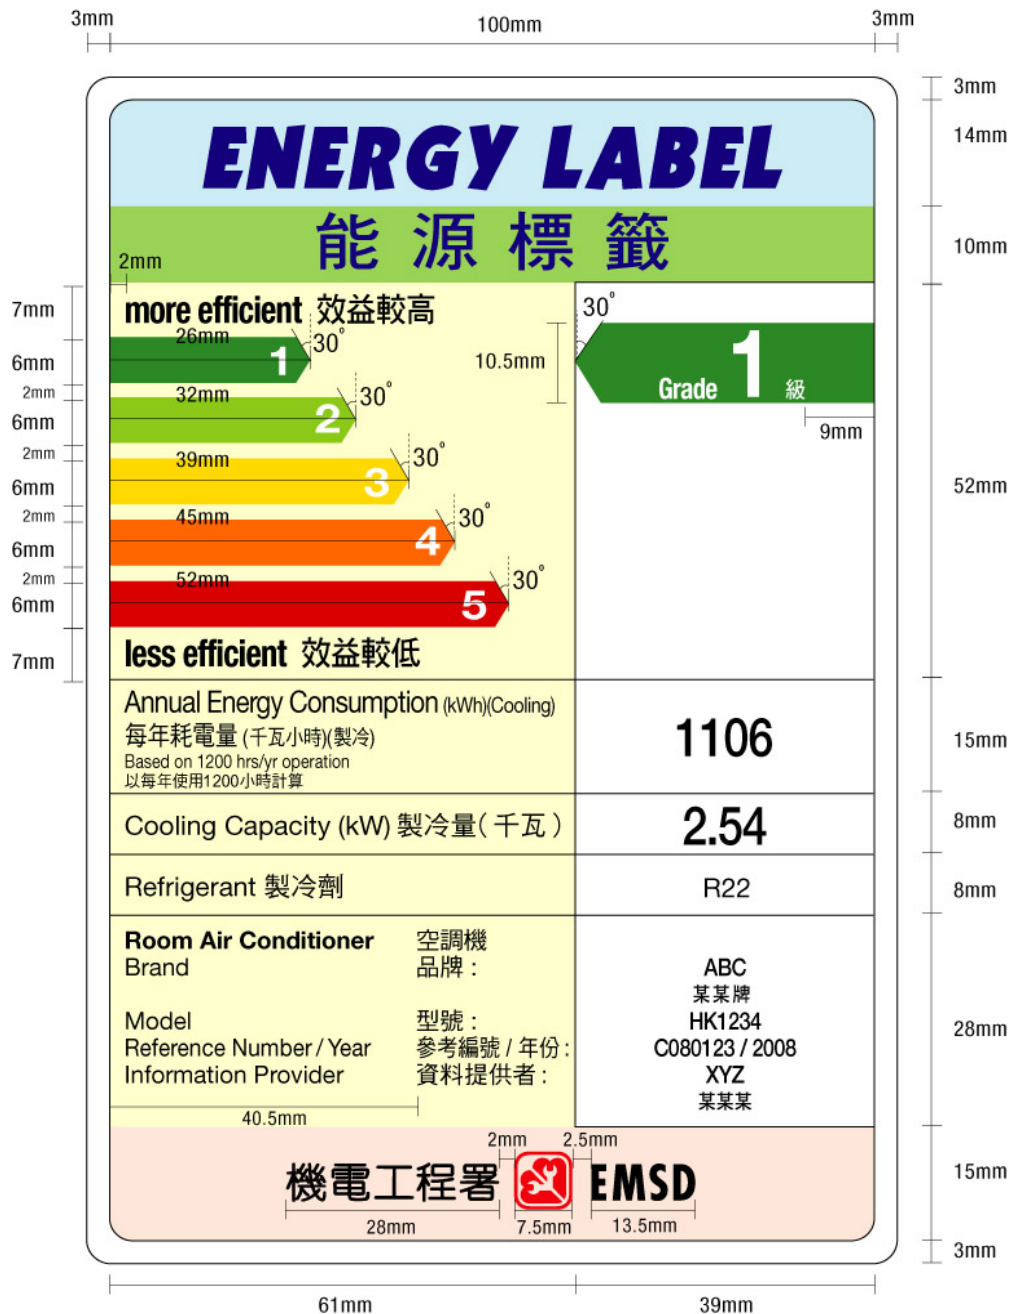 3mm
100mm
3mm
3mm
ENERGY LABEL
14mm
能源標籤
10mm
2mm
7mm
more efficient 效益較高
30°
26mm
1
30°
6mm
10.5mm
1
Grade
級
2mm
32mm
2
30°
6mm
9mm
2mm
39mm
3
30°
6mm
52mm
2mm
45mm
4
30°
6mm
2mm
52mm
5
30°
6mm
7mm
less efficient 效益較低
Annual Energy Consumption (kWh)(Cooling)
每年耗電量 (千瓦小時)(製冷)
Based on 1200 hrs/yr operation
以每年使用1200小時計算
1106
15mm
Cooling Capacity (kW) 製冷量( 千瓦 )
2.54
8mm
Refrigerant 製冷劑
R22
8mm
Room Air Conditioner 空調機
Brand 品牌 :
ABC
某某牌
Model 型號 :
HK1234
28mm
Reference Number / Year 參考編號 / 年份 :
C080123 / 2008
Information Provider 資料提供者 :
XYZ
某某某
40.5mm
2mm
2.5mm
機電工程署 EMSD
15mm
28mm
7.5mm
13.5mm
3mm
61mm
39mm